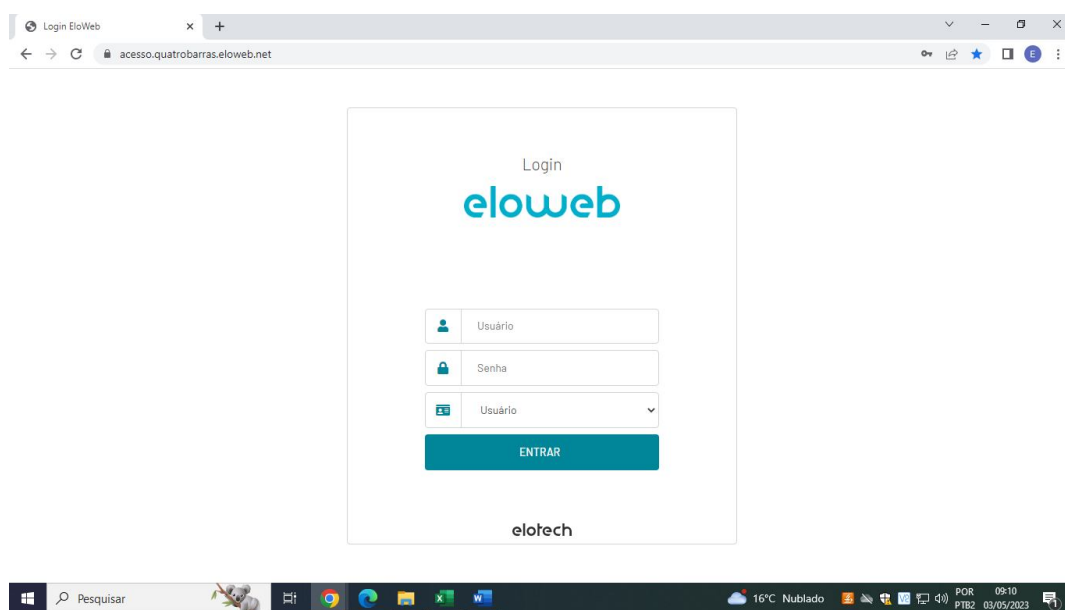 Login EloWeb
acesso.quatrobarras.eloweb.net
E
Login
eloweb
Usuário
Senha
Usuário
ENTRAR
elotech
Pesquisar
16°C Nublado
POR
PTB2
09:10
03/05/2023